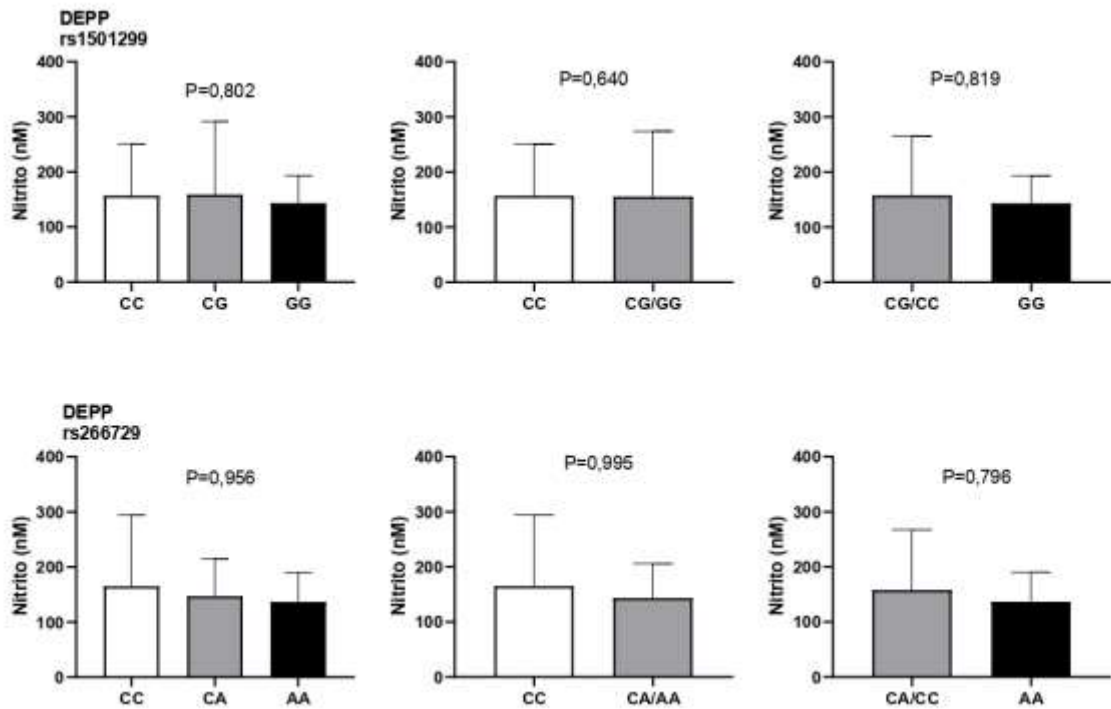 DEPP
rs1501299
Nitrito (nM)
400
300
200
100
0
P=0,802
CC CG GG
Nitrito (nM)
400
300
200
100
0
P=0,640
CC CG/GG
Nitrito (nM)
400
300
200
100
0
P=0,819
CG/CC GG
DEPP
rs266729
Nitrito (nM)
400
300
200
100
0
P=0,956
CC CA AA
Nitrito (nM)
400
300
200
100
0
P=0,995
CC CA/AA
Nitrito (nM)
400
300
200
100
0
P=0,796
CA/CC AA